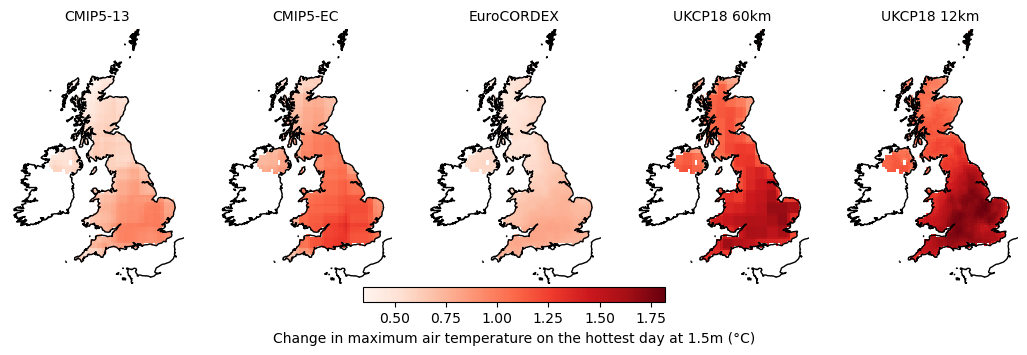 CMIP5-13 CMIP5-EC EuroCORDEX UKCP18 60km UKCP18 12km
0.50 0.75 1.00 1.25 1.50 1.75
Change in maximum air temperature on the hottest day at 1.5m (°C)